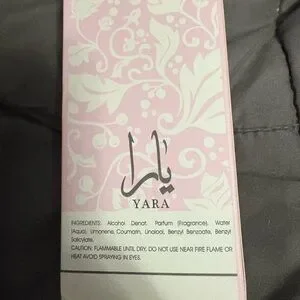 يارا
YARA
INGREDIENTS: Alcohol Denat. Parfum (Fragrance), Water
(Aqua), Limonene, Coumarin, Linalool, Benzyl Benzoate, Benzyl
Salicylate.
CAUTION: FLAMMABLE UNTIL DRY. DO NOT USE NEAR FIRE FLAME OR
HEAT AVOID SPRAYING IN EYES.